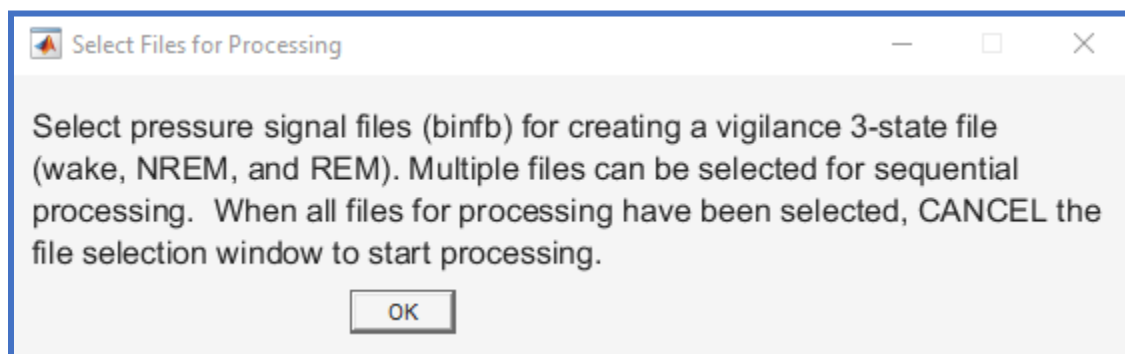 Select Files for Processing
Select pressure signal files (binfb) for creating a vigilance 3-state file
(wake, NREM, and REM). Multiple files can be selected for sequential
processing.  When all files for processing have been selected, CANCEL the
file selection window to start processing.
OK